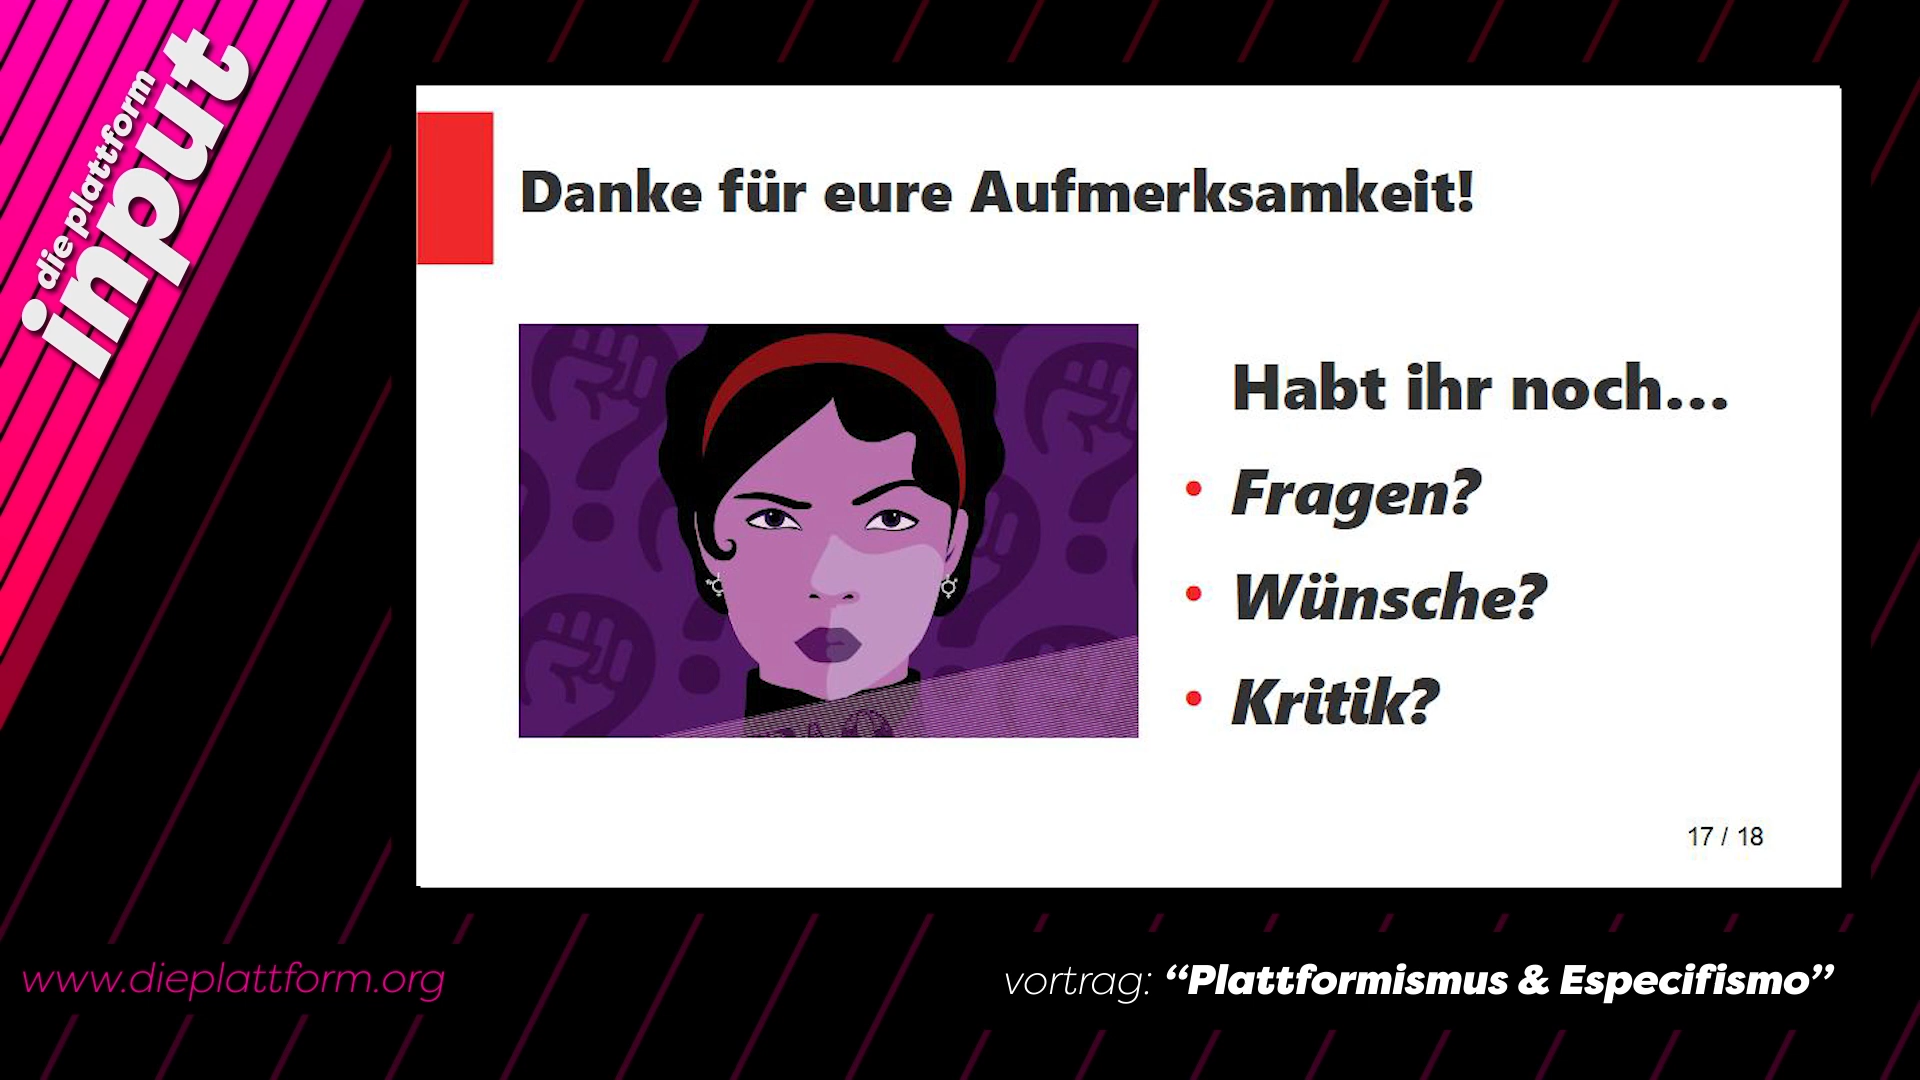 die plattform
input
Danke für eure Aufmerksamkeit!
Habt ihr noch...
• Fragen?
• Wünsche?
• Kritik?
17 / 18
www.dieplattform.org
vortrag: “Plattformismus & Especifismo”